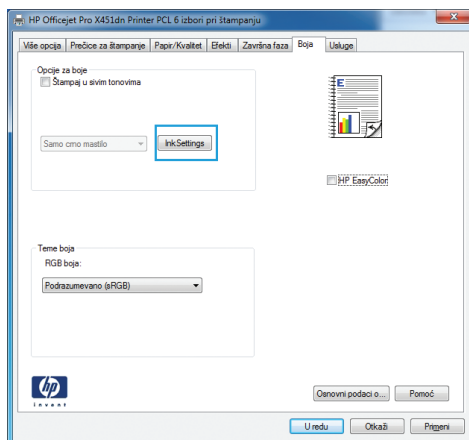 HP Officejet Pro X451dn Printer PCL 6 izbori pri štampanju
Više opcija Prečice za štampanje Papir/Kvalitet Efekti Završna faza Boja Usluge
Opcije za boje
Štampaj u sivim tonovima
E
Samo crno mastilo InkSettings
HP EasyColor
Teme boja
RGB boja:
Podrazumevano (sRGB)
hp
invent
Osnovni podaci o... Pomoć
U redu Otkaži Primeni